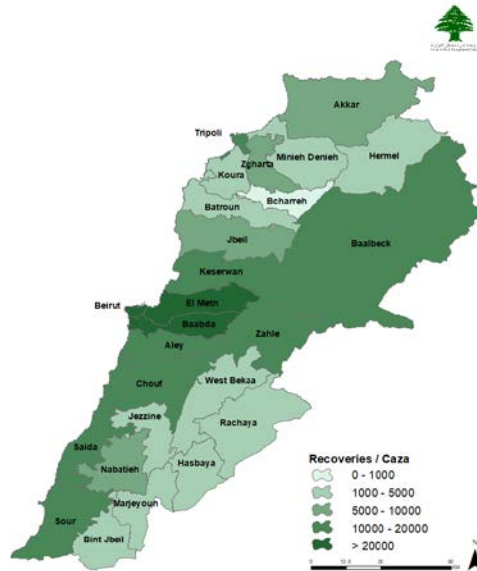 Akkar
Tripoli
Zgharta
Minieh Denieh
Hermel
Koura
Bcharreh
Batroun
Jbeil
Baalbeck
Keserwan
El Metn
Beirut
Baabda
Zahle
Aley
West Bekaa
Chouf
Jezzine
Rachaya
Saida
Hasbaya
Nabatieh
Marjeyoun
Sour
Bint Jbeil
Recoveries / Caza
0 - 1000
1000 - 5000
5000 - 10000
10000 - 20000
> 20000
N